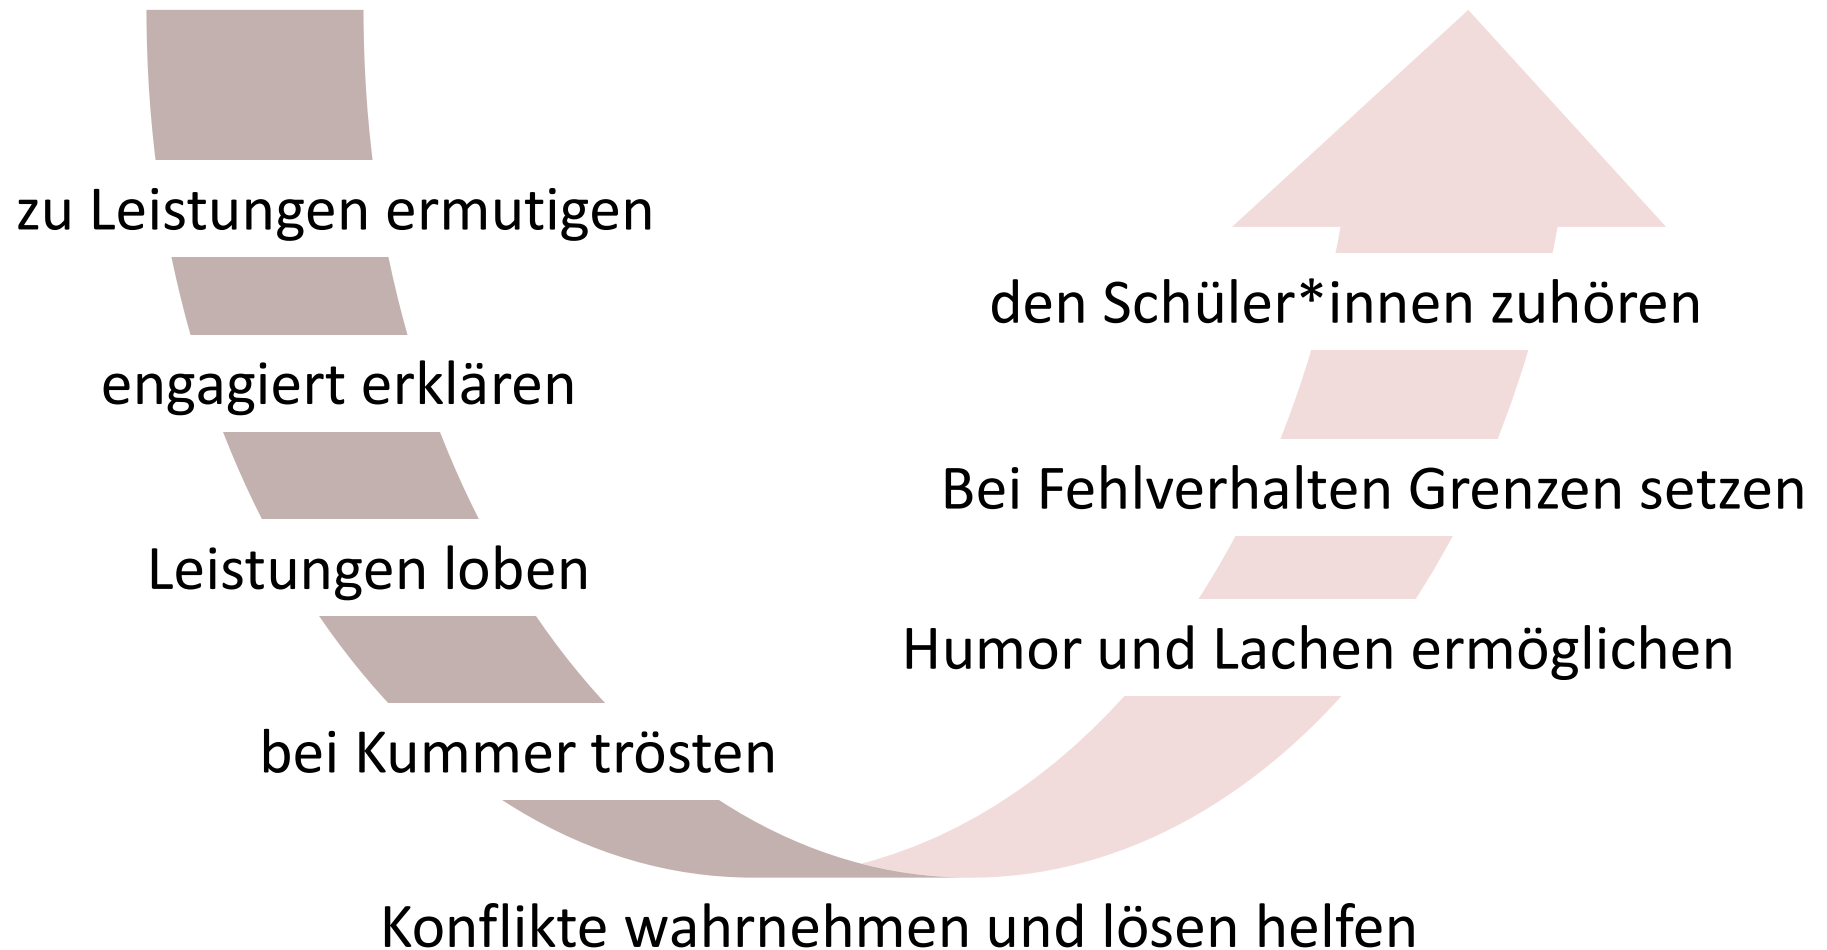 zu Leistungen ermutigen
engagiert erklären
Leistungen loben
bei Kummer trösten
Konflikte wahrnehmen und lösen helfen
Humor und Lachen ermöglichen
Bei Fehlverhalten Grenzen setzen
den Schüler*innen zuhören